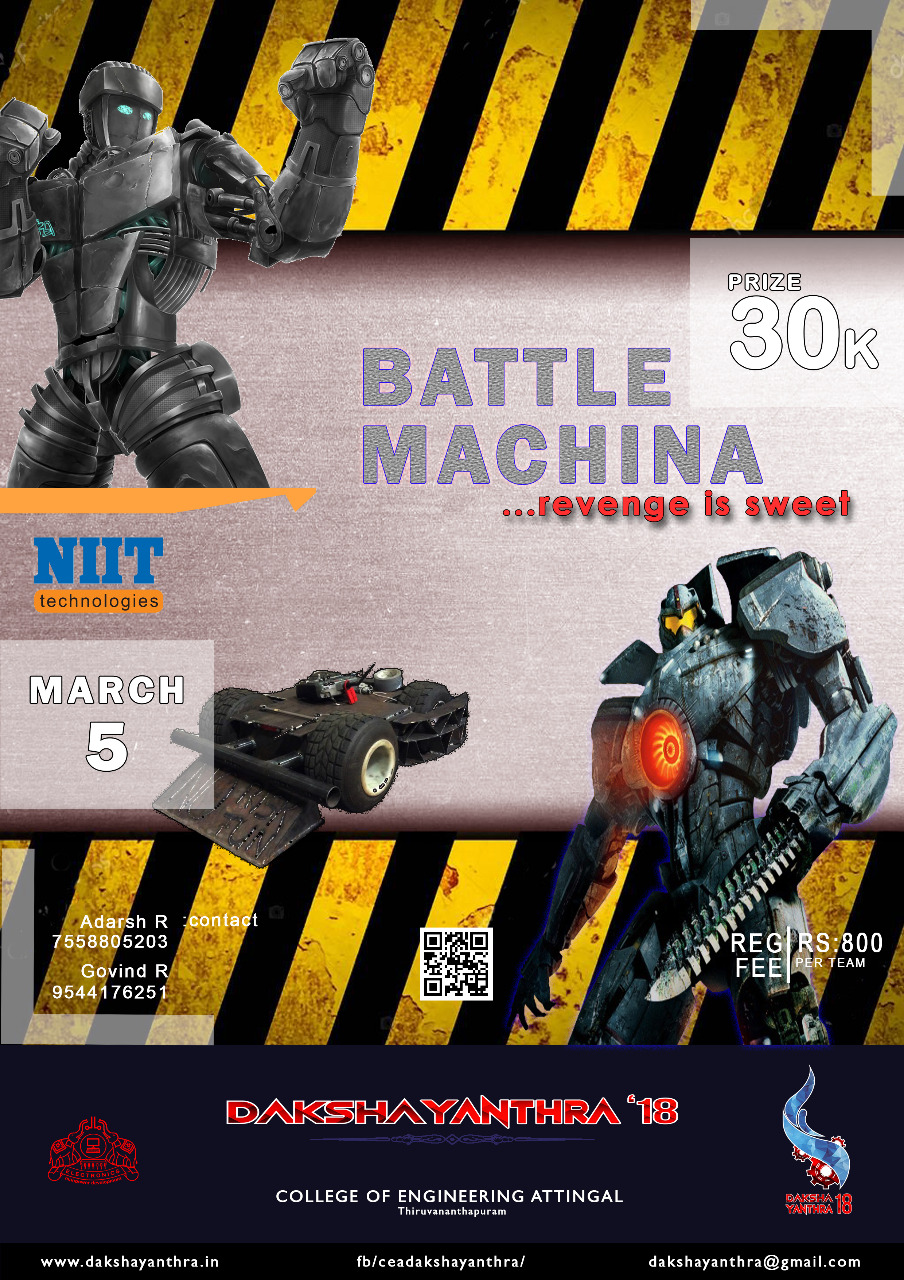 PRIZE
30K
BATTLE
MACHINA
...revenge is sweet
NIIT
technologies
MARCH
5
Adarsh R :contact
7558805203
Govind R
9544176251
REG RS:800
FEE PER TEAM
DAKSHAYANTHRA '18
ELECTRONICS
COLLEGE OF ENGINEERING ATTINGAL
Thiruvananthapuram
DAKSHA
YANTHRA 18
www.dakshayanthra.in fb/ceadakshayanthra/ dakshayanthra@gmail.com